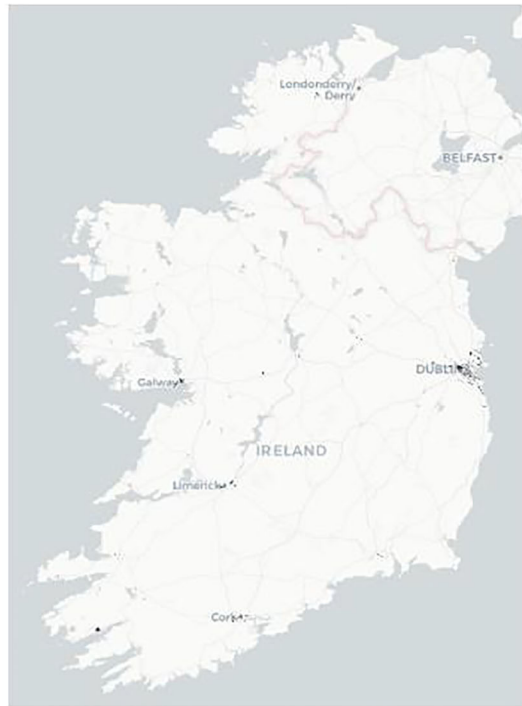 Londonderry/
Derry
BELFAST
DUBLIN
Galway
IRELAND
Limerick
Cork